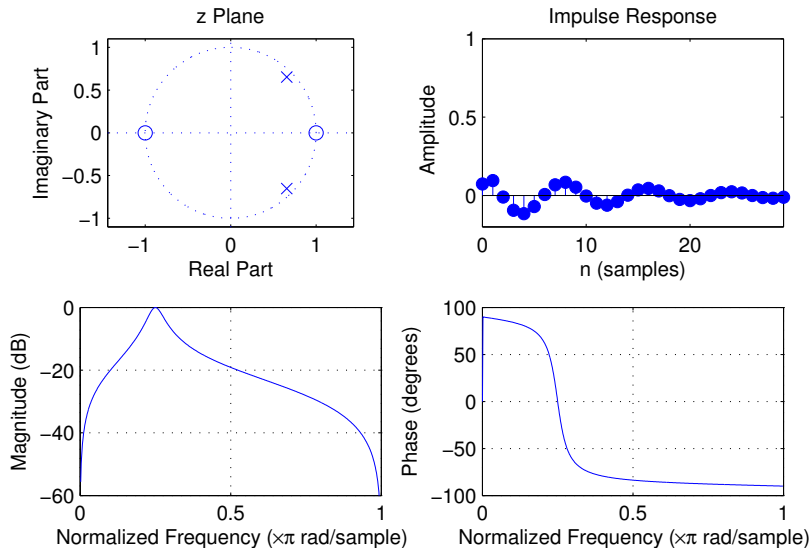 z Plane
1
0.5
0
−0.5
−1
−1
0
1
Real Part
Imaginary Part
Impulse Response
1
0
0
10
20
n (samples)
Amplitude
0
−20
−40
−60
0
0.5
1
Normalized Frequency (×π rad/sample)
Magnitude (dB)
100
50
0
−50
−100
0
0.5
1
Normalized Frequency (×π rad/sample)
Phase (degrees)